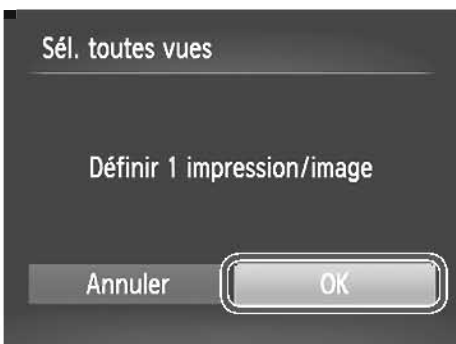 Sél. toutes vues
Définir 1 impression/image
Annuler OK